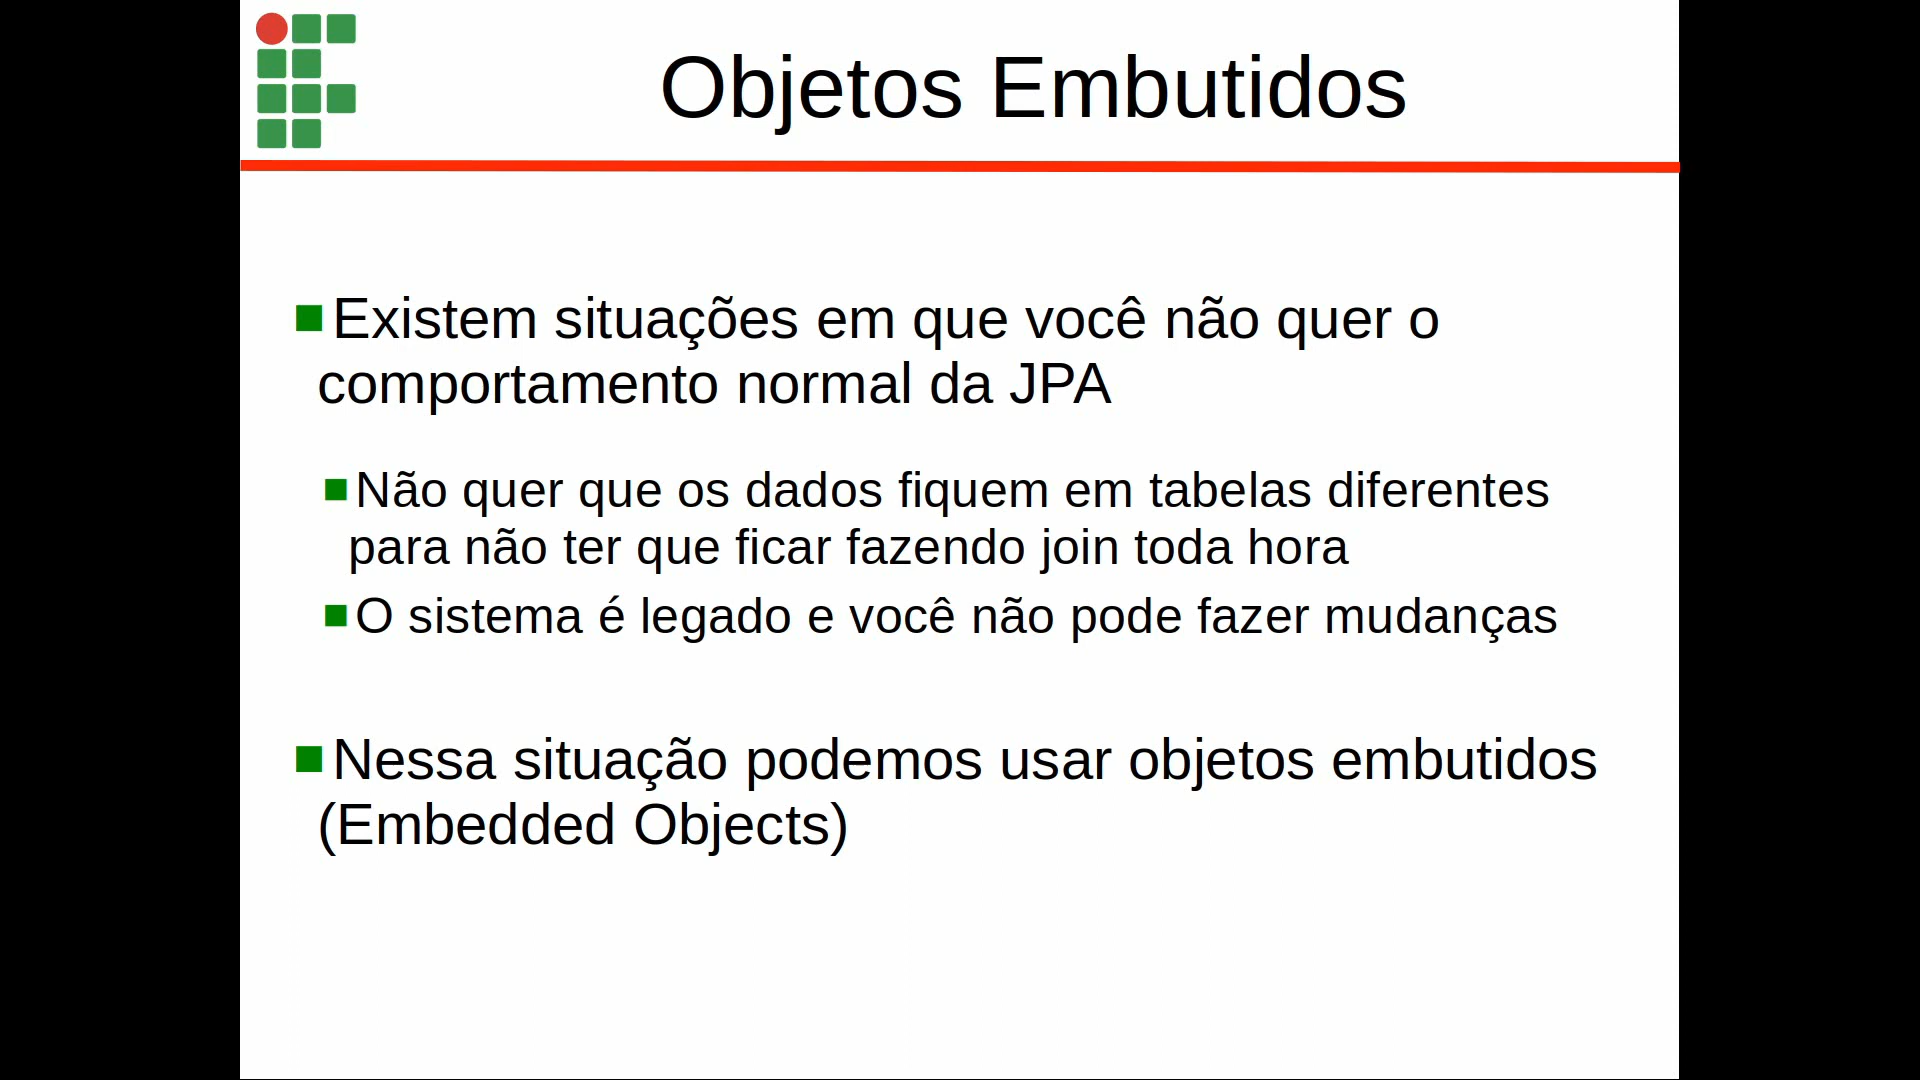 Objetos Embutidos
Existem situações em que você não quer o
comportamento normal da JPA
Não quer que os dados fiquem em tabelas diferentes
para não ter que ficar fazendo join toda hora
O sistema é legado e você não pode fazer mudanças
Nessa situação podemos usar objetos embutidos
(Embedded Objects)